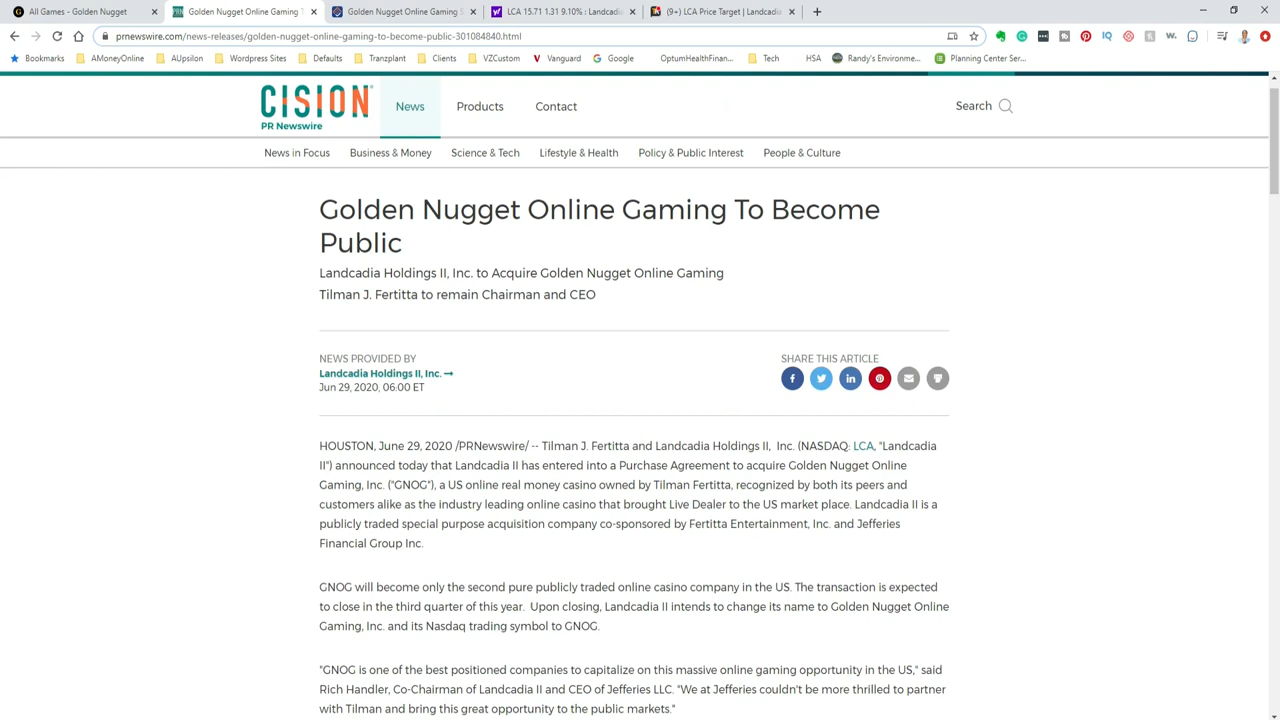 All Games - Golden Nugget
Golden Nugget Online Gaming T
Golden Nugget Online Gaming S
LCA 15.71 1.31 9.10% : Landcadi
(9+) LCA Price Target | Landcadi
prnewswire.com/news-releases/golden-nugget-online-gaming-to-become-public-301084840.html
Bookmarks
AMoneyOnline
AUpsilon
Wordpress Sites
Defaults
Tranzplant
Clients
VZCustom
Vanguard
Google
OptumHealthFinan...
Tech
HSA
Randy's Environme...
Planning Center Ser...
CISION
PR Newswire
News
Products
Contact
Search
News in Focus
Business & Money
Science & Tech
Lifestyle & Health
Policy & Public Interest
People & Culture
Golden Nugget Online Gaming To Become
Public
Landcadia Holdings II, Inc. to Acquire Golden Nugget Online Gaming
Tilman J. Fertitta to remain Chairman and CEO
NEWS PROVIDED BY
Landcadia Holdings II, Inc. →
Jun 29, 2020, 06:00 ET
SHARE THIS ARTICLE
HOUSTON, June 29, 2020 /PRNewswire/ -- Tilman J. Fertitta and Landcadia Holdings II, Inc. (NASDAQ: LCA, "Landcadia
II") announced today that Landcadia II has entered into a Purchase Agreement to acquire Golden Nugget Online
Gaming, Inc. ("GNOG"), a US online real money casino owned by Tilman Fertitta, recognized by both its peers and
customers alike as the industry leading online casino that brought Live Dealer to the US market place. Landcadia II is a
publicly traded special purpose acquisition company co-sponsored by Fertitta Entertainment, Inc. and Jefferies
Financial Group Inc.
GNOG will become only the second pure publicly traded online casino company in the US. The transaction is expected
to close in the third quarter of this year. Upon closing, Landcadia II intends to change its name to Golden Nugget Online
Gaming, Inc. and its Nasdaq trading symbol to GNOG.
"GNOG is one of the best positioned companies to capitalize on this massive online gaming opportunity in the US," said
Rich Handler, Co-Chairman of Landcadia II and CEO of Jefferies LLC. "We at Jefferies couldn't be more thrilled to partner
with Tilman and bring this great opportunity to the public markets."